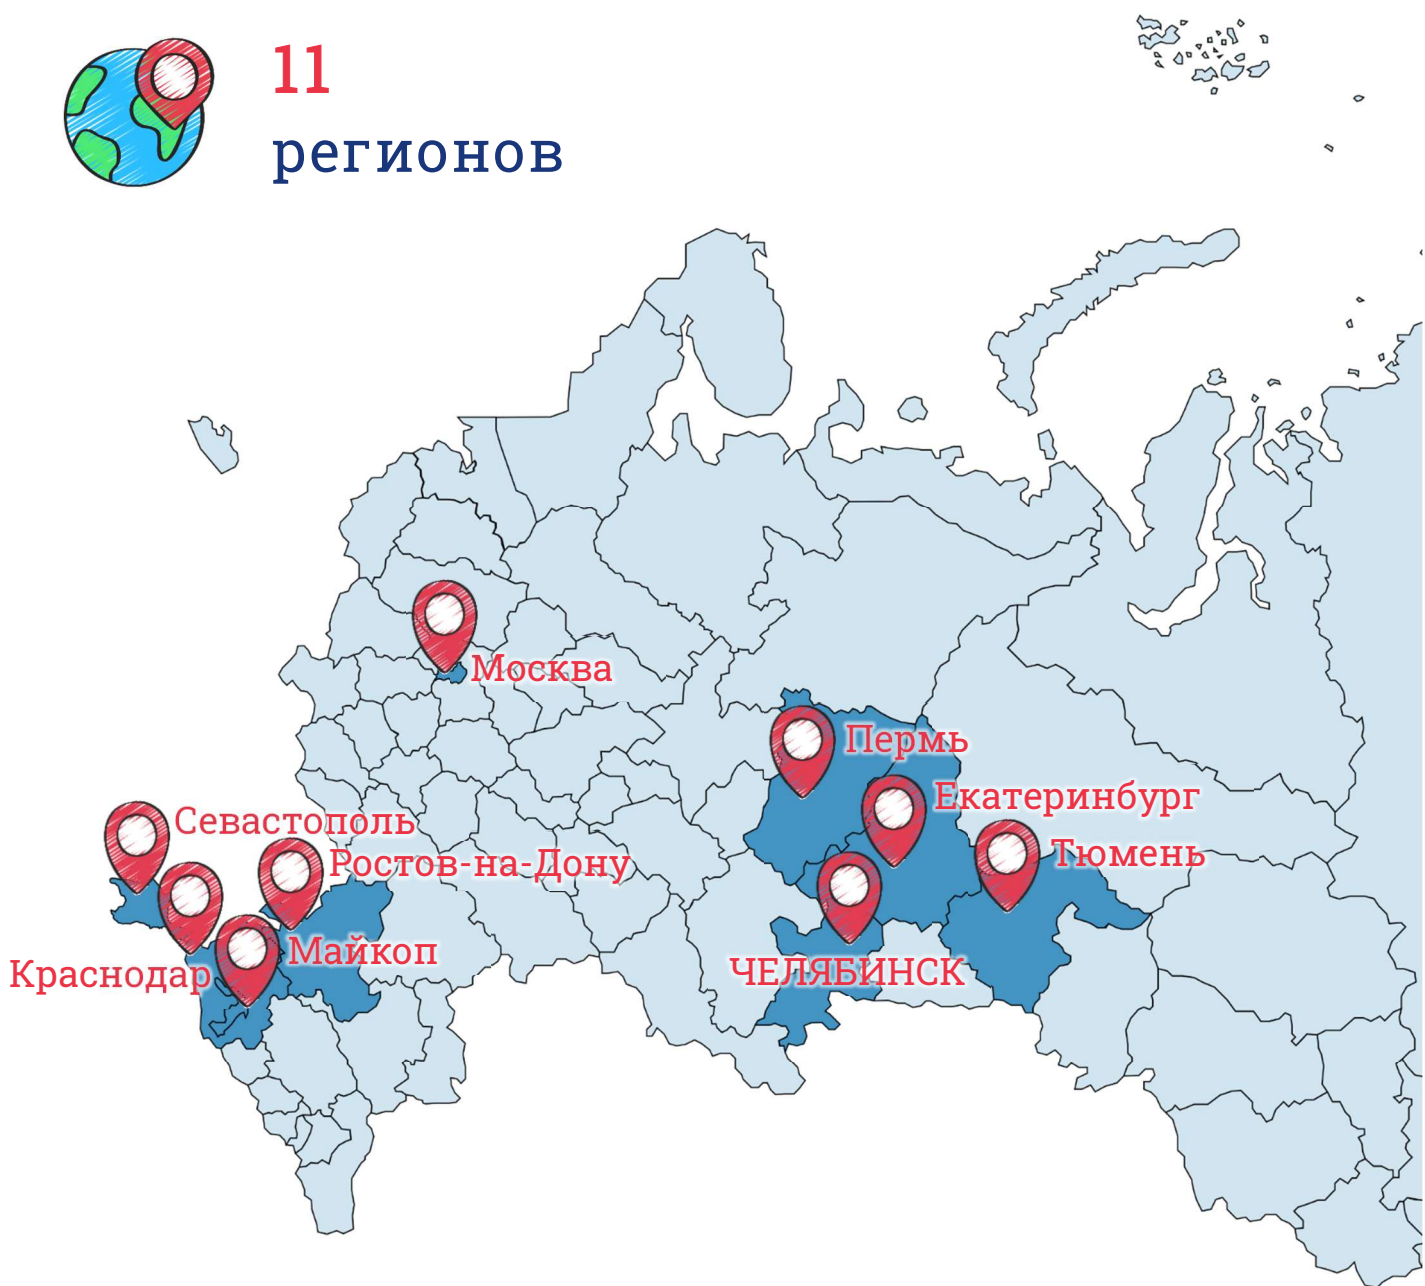 11
регионов
Москва
Пермь
Екатеринбург
Севастополь
Ростов-на-Дону
Тюмень
Майкоп
Краснодар
ЧЕЛЯБИНСК